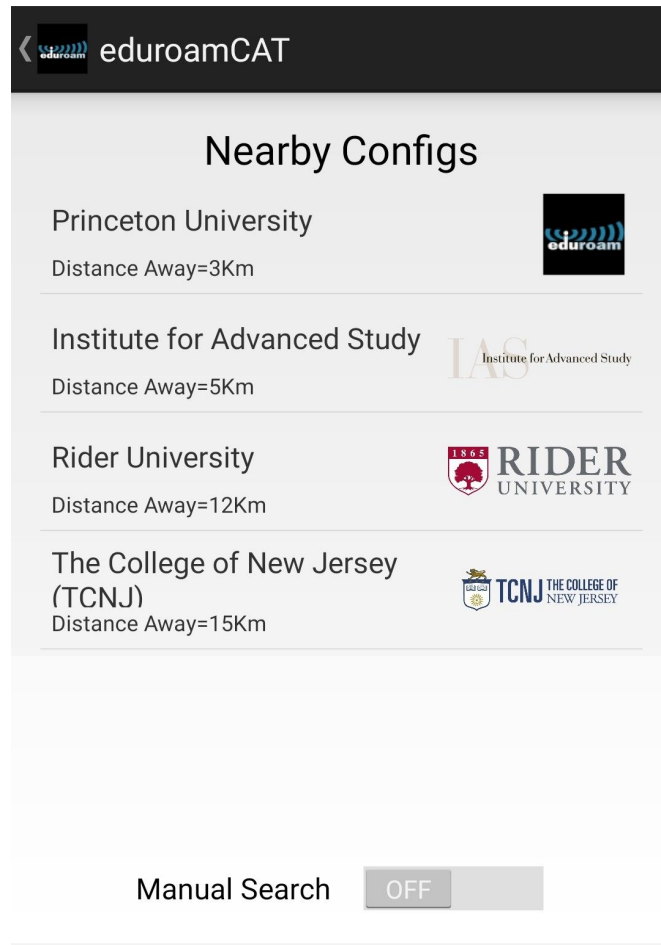 eduroam eduroamCAT
Nearby Configs
Princeton University
Distance Away=3Km
eduroam
Institute for Advanced Study
Distance Away=5Km
IAS
Institute for Advanced Study
Rider University
Distance Away=12Km
1865
RIDER
UNIVERSITY
The College of New Jersey
(TCNJ)
Distance Away=15Km
TCNJ THE COLLEGE OF
NEW JERSEY
Manual Search OFF